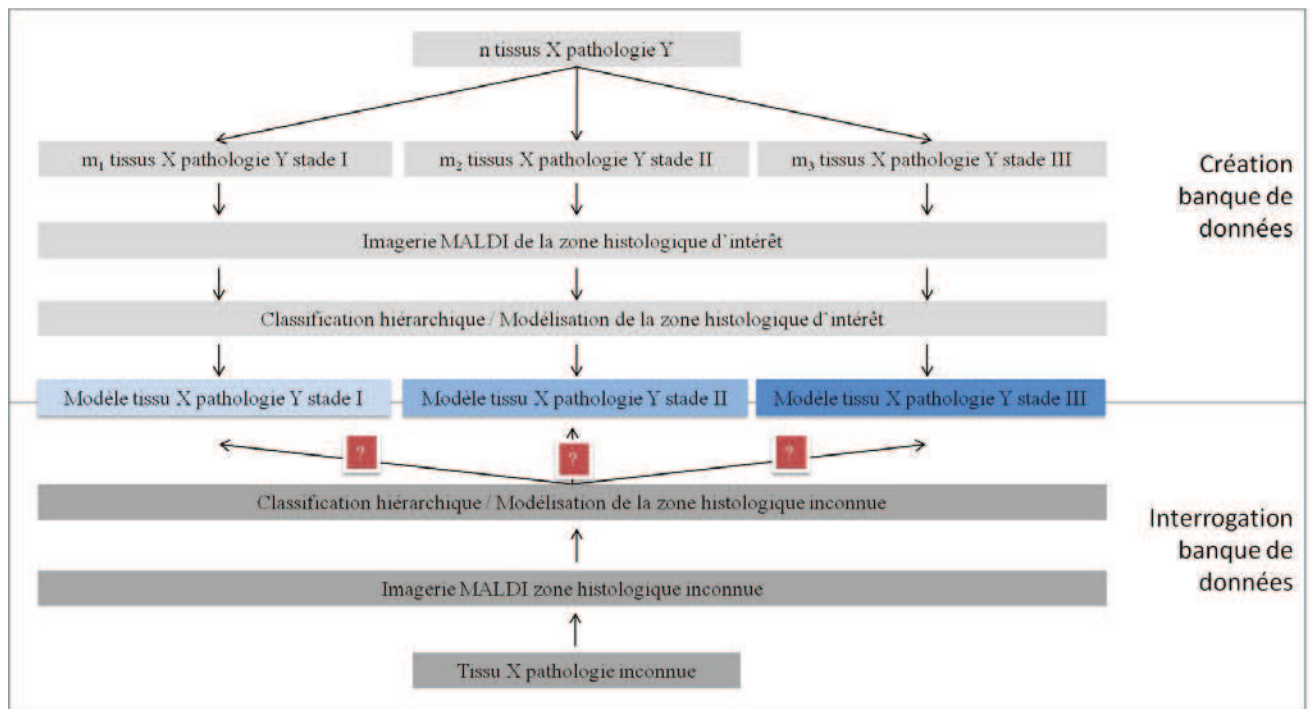 n tissus X pathologie Y
m₁ tissus X pathologie Y stade I
m₂ tissus X pathologie Y stade II
m₃ tissus X pathologie Y stade III
Création
banque de
données
Imagerie MALDI de la zone histologique d'intérêt
Classification hiérarchique / Modélisation de la zone histologique d'intérêt
Modèle tissu X pathologie Y stade I
Modèle tissu X pathologie Y stade II
Modèle tissu X pathologie Y stade III
?
?
?
Classification hiérarchique / Modélisation de la zone histologique inconnue
Interrogation
banque de
données
Imagerie MALDI zone histologique inconnue
Tissu X pathologie inconnue